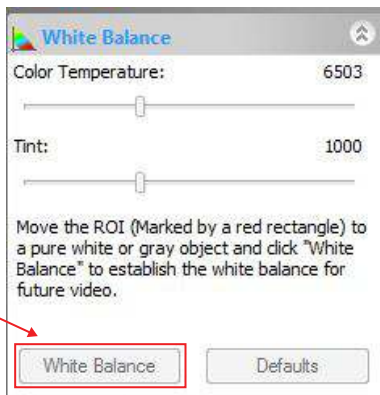 White Balance
Color Temperature: 6503
Tint: 1000
Move the ROI (Marked by a red rectangle) to
a pure white or gray object and click "White
Balance" to establish the white balance for
future video.
White Balance Defaults